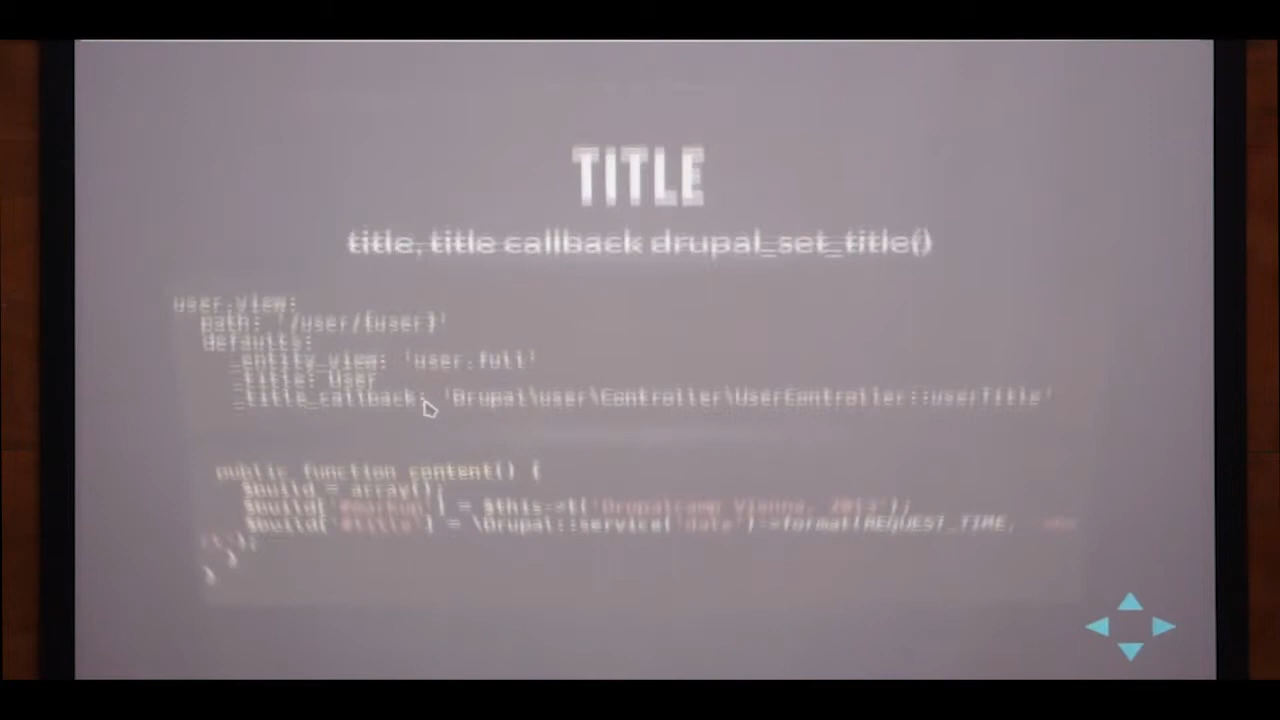 TITLE
title, title callback drupal_set_title()
user.view:
path: '/user/{user}'
defaults:
_entity_view: 'user.full'
_title: User
_title_callback: 'Drupal\user\Controller\UserController::userTitle'
public function content() {
$build = array();
$build['#markup'] = $this->t('Drupalcamp Vienna, 2013');
$build['#title'] = \Drupal::service('date')->format(REQUEST_TIME,
}
}